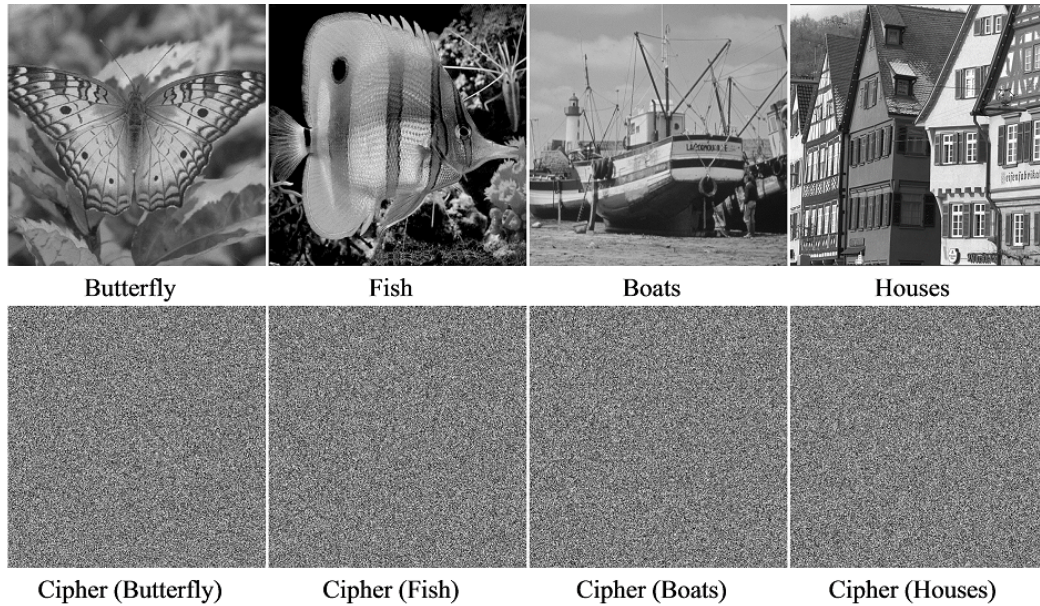 Butterfly
Fish
Boats
Houses
Cipher (Butterfly)
Cipher (Fish)
Cipher (Boats)
Cipher (Houses)